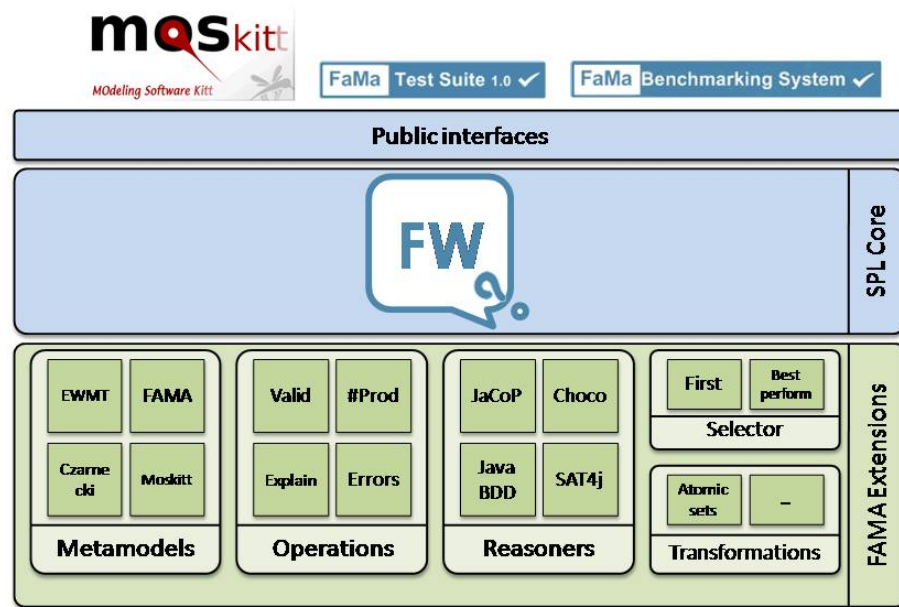 mOSkitt
MOdeling Software Kitt
FaMa Test Suite 1.0
FaMa Benchmarking System
Public interfaces
FW
SPL Core
EWMT
FAMA
Czarne
cki
Moskitt
Metamodels
Valid
#Prod
Explain
Errors
Operations
JaCoP
Choco
Java
BDD
SAT4j
Reasoners
First
Best
perform
Selector
Atomic
sets
–
Transformations
FAMA Extensions